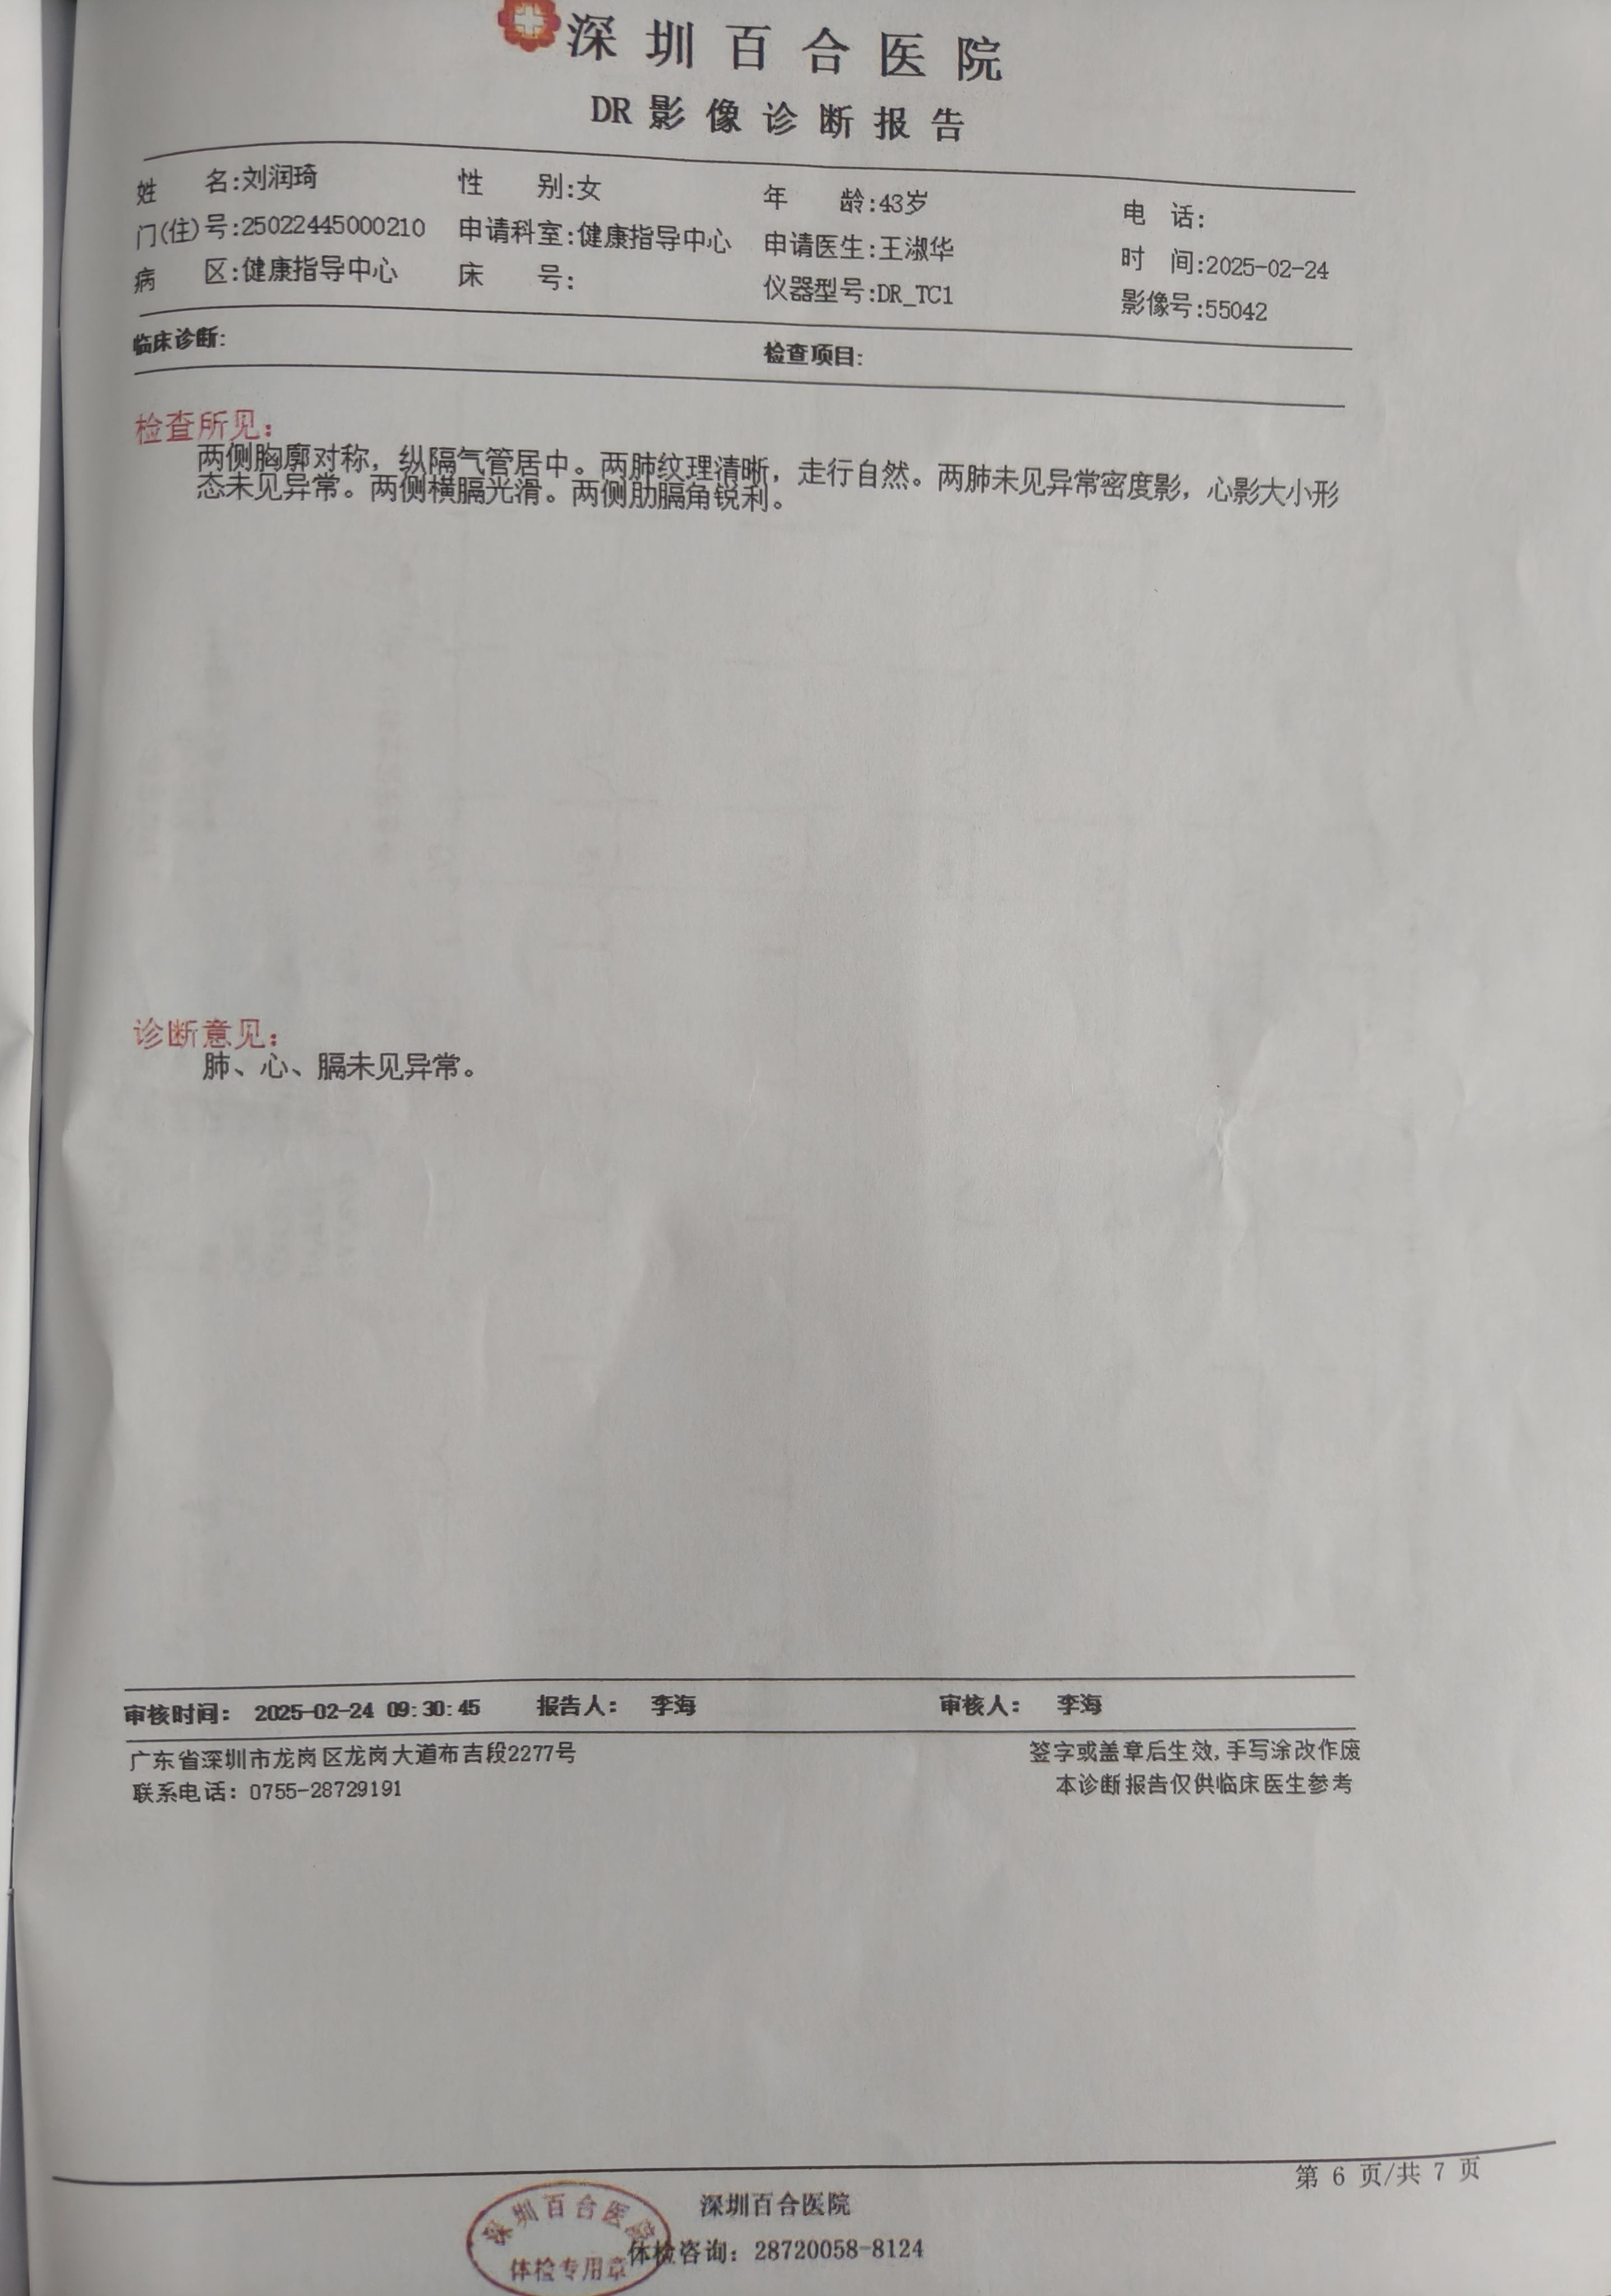 深圳百合医院
DR影像诊断报告
姓 名:刘润琦 性 别:女 年 龄:43岁 电 话:
门(住)号:25022445000210 申请科室:健康指导中心 申请医生:王淑华 时 间:2025-02-24
病 区:健康指导中心 床 号: 仪器型号:DR_TC1 影像号:55042
临床诊断: 检查项目:
检查所见:
两侧胸廓对称，纵隔气管居中。两肺纹理清晰，走行自然。两肺未见异常密度影，心影大小形
态未见异常。两侧横膈光滑。两侧肋膈角锐利。
诊断意见:
肺、心、膈未见异常。
审核时间: 2025-02-24 09:30:45 报告人: 李海 审核人: 李海
广东省深圳市龙岗区龙岗大道布吉段2277号 签字或盖章后生效,手写涂改作废
联系电话: 0755-28729191 本诊断报告仅供临床医生参考
第 6 页/共 7 页
深圳百合医院
体检咨询: 28720058-8124
深圳百合医院
体检专用章